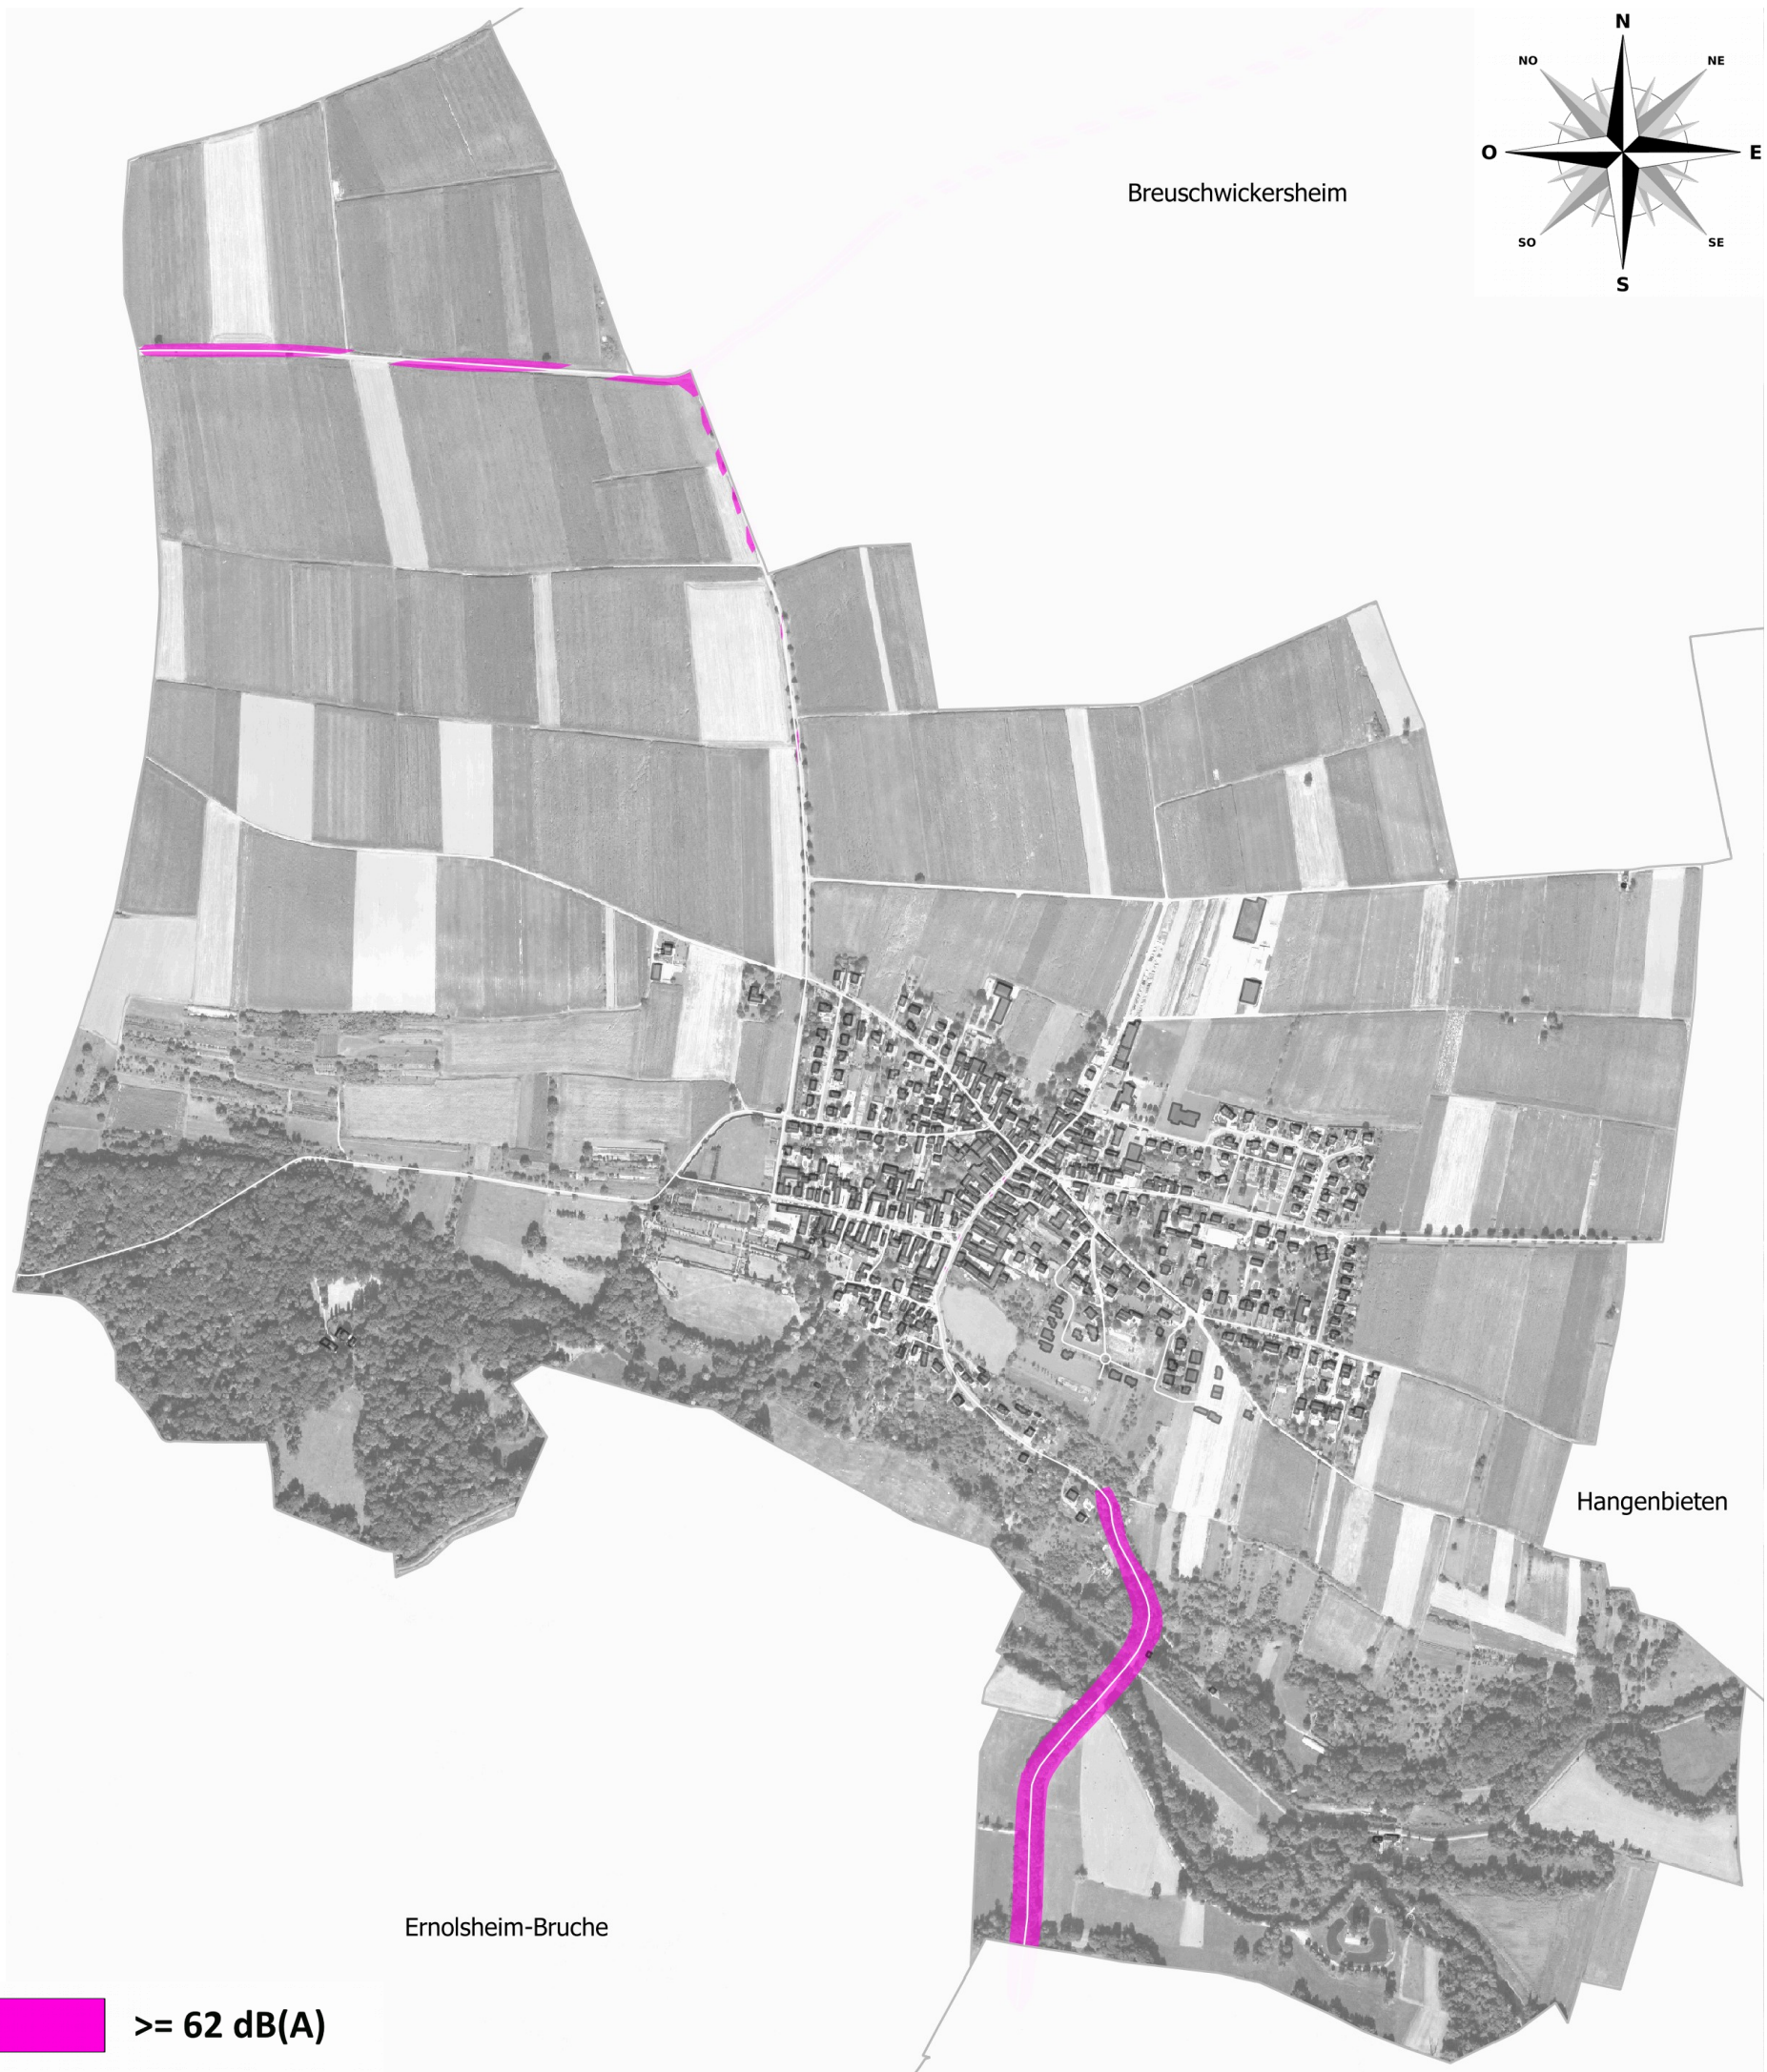 N
NO
NE
O
E
SO
SE
S
Breuschwickersheim
Hangenbieten
Ernolsheim-Bruche
>= 62 dB(A)